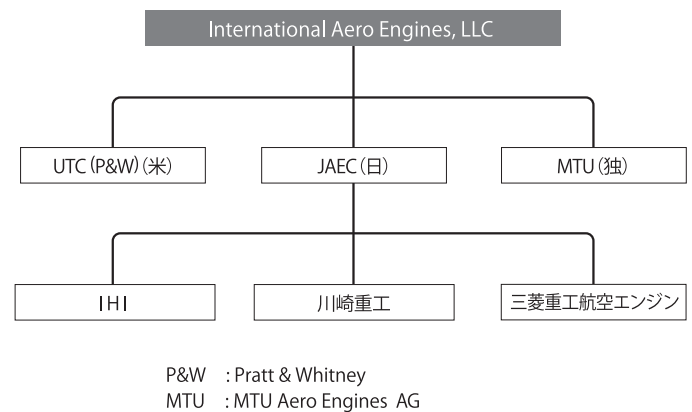 International Aero Engines, LLC
UTC (P&W) (米)
JAEC (日)
MTU (独)
IHI
川崎重工
三菱重工航空エンジン
P&W : Pratt & Whitney
MTU : MTU Aero Engines AG